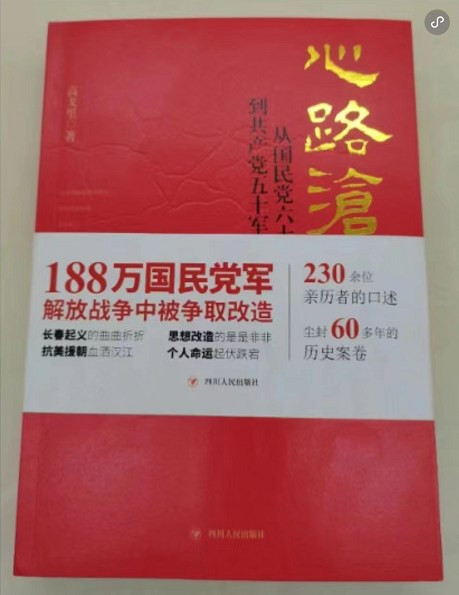 心路滄
从国民党六十
到共产党五十军
高戈里·著
188万国民党军
解放战争中被争取改造
长春起义的曲曲折折
思想改造的是是非非
抗美援朝血洒汉江
个人命运起伏跌宕
四川人民出版社
230余位
亲历者的口述
尘封60多年的
历史案卷
四川人民出版社